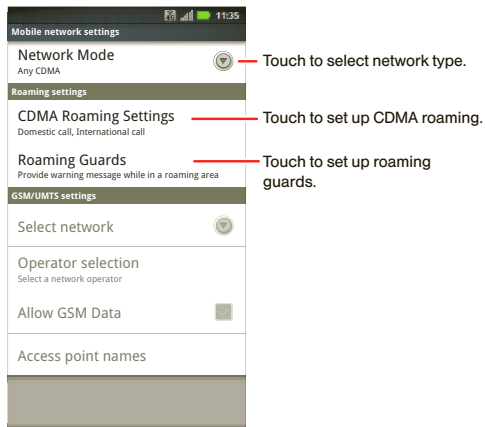 11:35
Mobile network settings
Network Mode
Any CDMA
Touch to select network type.
Roaming settings
CDMA Roaming Settings
Domestic call, International call
Touch to set up CDMA roaming.
Roaming Guards
Provide warning message while in a roaming area
Touch to set up roaming
guards.
GSM/UMTS settings
Select network
Operator selection
Select a network operator
Allow GSM Data
Access point names